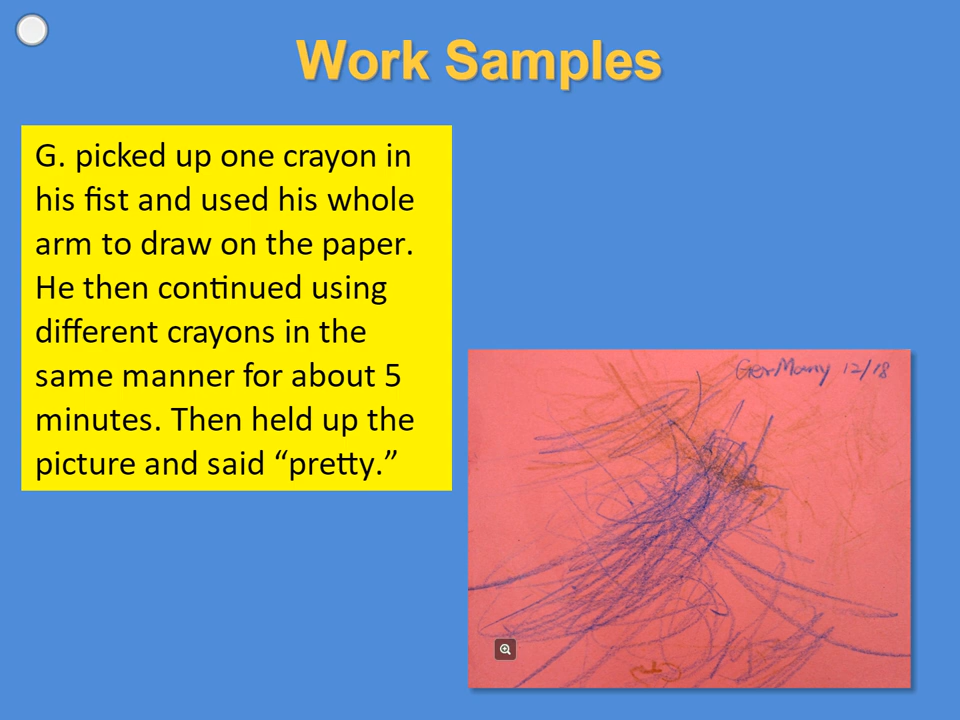 Work Samples
G. picked up one crayon in
his fist and used his whole
arm to draw on the paper.
He then continued using
different crayons in the
same manner for about 5
minutes. Then held up the
picture and said “pretty.”
GerMany 12/18